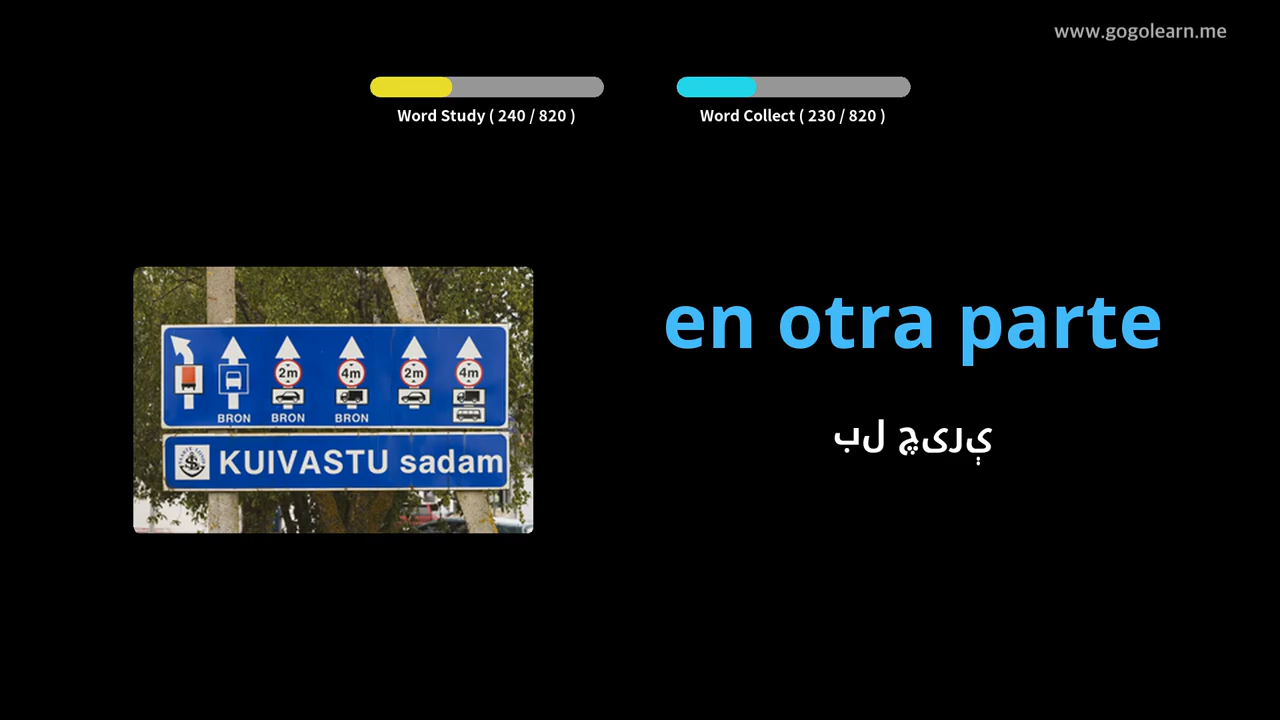 www.gogolearn.me
Word Study ( 240 / 820 )
Word Collect ( 230 / 820 )
en otra parte
بل چیرې
2m
4m
2m
4m
BRON
BRON
BRON
KUIVASTU sadam